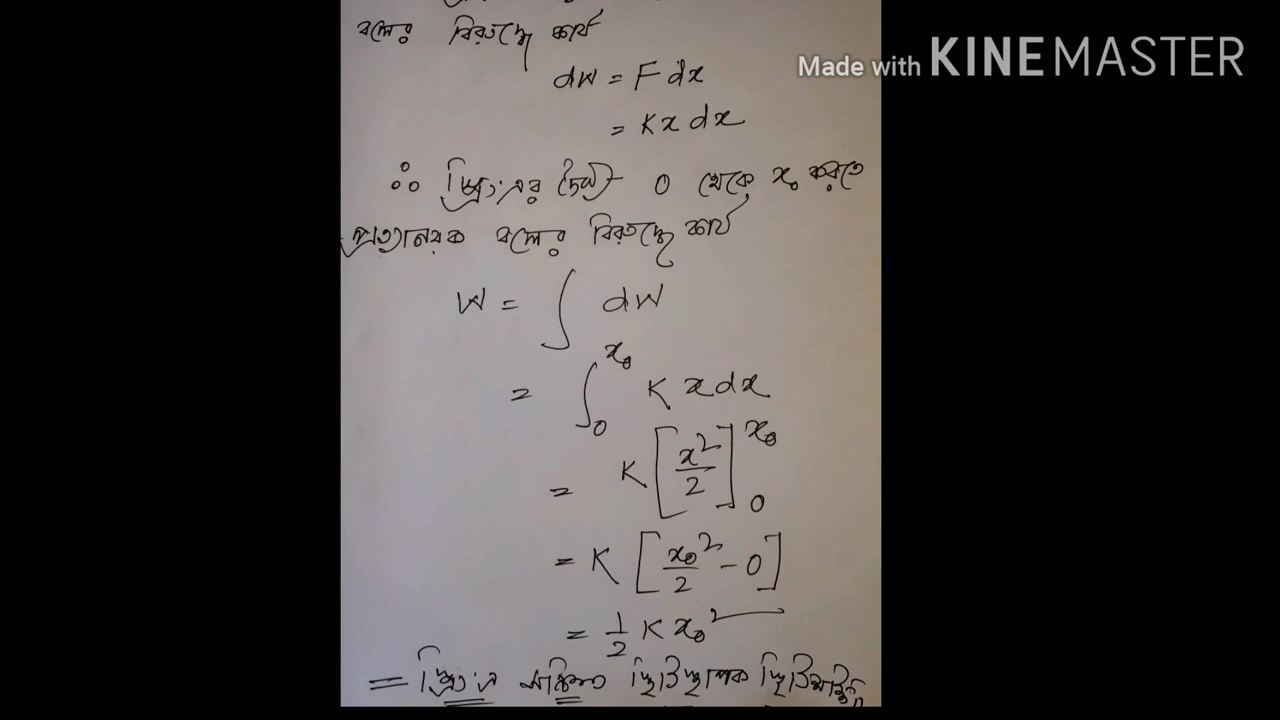 বলের বিরুদ্ধে কার্য
Made with KINEMASTER
dW = F dx
= Kx dx
∴ স্প্রিং এর দৈর্ঘ্য 0 থেকে x₀ করতে
প্রত্যানয়ক বলের বিরুদ্ধে কার্য
W = ∫ dW
= ∫₀^x₀ K x dx
= K [x²/2]₀^x₀
= K [x₀²/2 - 0]
= 1/2 K x₀²
= স্প্রিং এ সঞ্চিত স্থিতিস্থাপক স্থিতিশক্তি